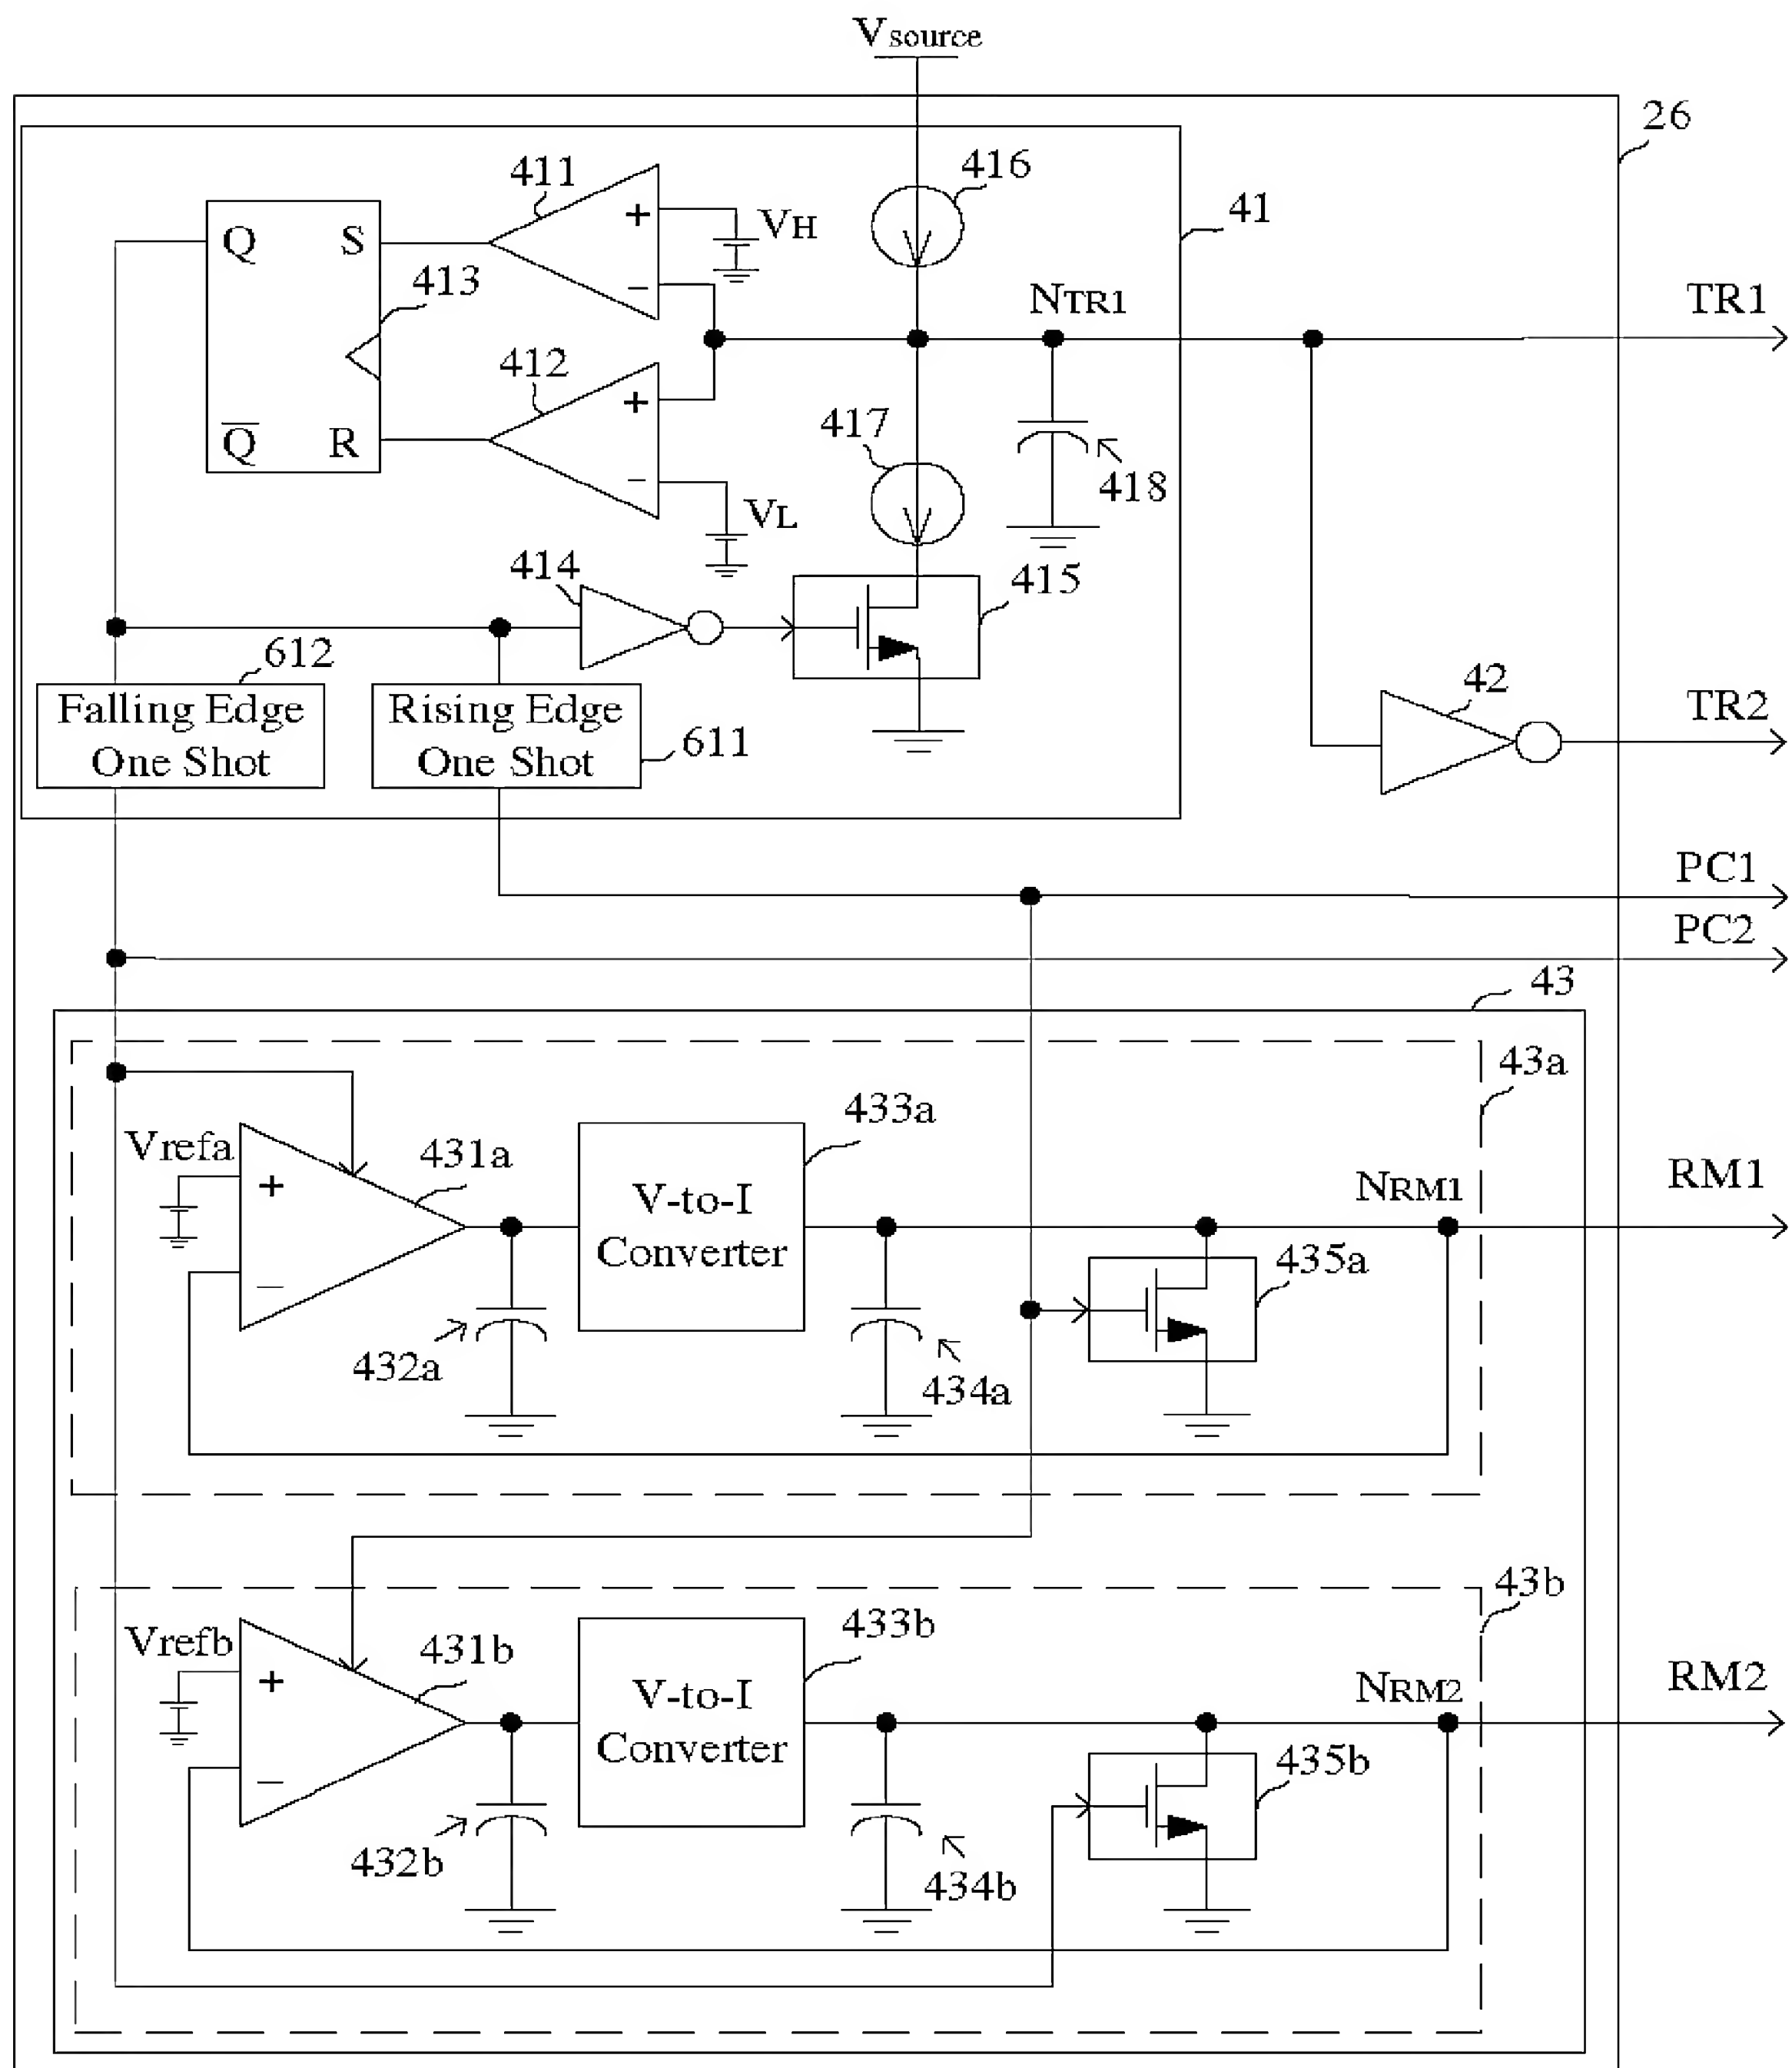 Vsource
26
416
411
41
+
VH
Q
S
413
−
NTR1
TR1
412
+
417
Q
R
−
418
VL
414
415
612
Falling Edge
One Shot
Rising Edge
One Shot
611
42
TR2
PC1
PC2
43
43a
433a
Vrefa
431a
+
V-to-I
Converter
NRM1
RM1
−
435a
432a
434a
43b
433b
Vrefb
431b
+
V-to-I
Converter
NRM2
RM2
−
435b
432b
434b